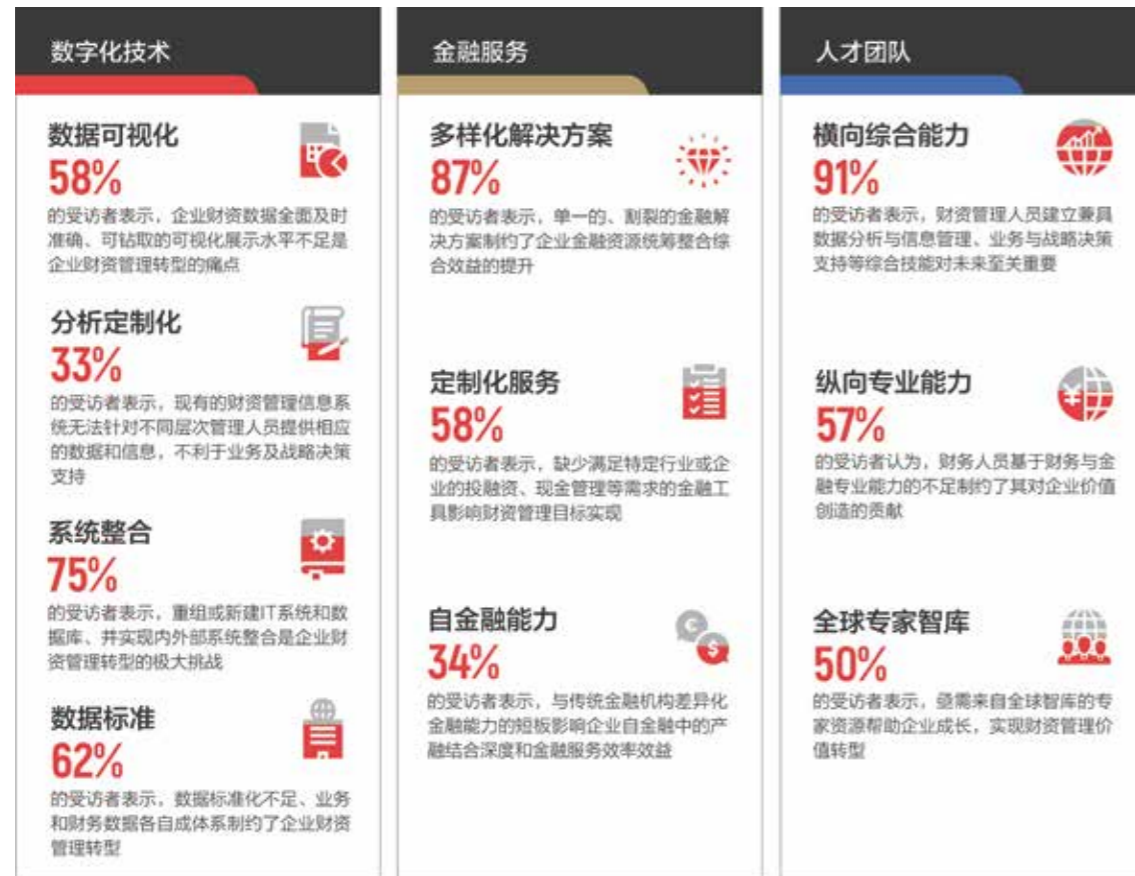 数字化技术
数据可视化
58%
的受访者表示，企业财资数据全面及时
准确、可钻取的可视化展示水平不足是
企业财资管理转型的痛点
分析定制化
33%
的受访者表示，现有的财资管理信息系
统无法针对不同层次管理人员提供相应
的数据和信息，不利于业务及战略决策
支持
系统整合
75%
的受访者表示，重组或新建IT系统和数
据库、并实现内外部系统整合是企业财
资管理转型的极大挑战
数据标准
62%
的受访者表示，数据标准化不足、业务
和财务数据各自成体系制约了企业财资
管理转型
金融服务
多样化解决方案
87%
的受访者表示，单一的、割裂的金融解
决方案制约了企业金融资源统筹整合综
合效益的提升
定制化服务
58%
的受访者表示，缺少满足特定行业或企
业的投融资、现金管理等需求的金融工
具影响财资管理目标实现
自金融能力
34%
的受访者表示，与传统金融机构差异化
金融能力的短板影响企业自金融中的产
融结合深度和金融服务效率效益
人才团队
横向综合能力
91%
的受访者表示，财资管理人员建立兼具
数据分析与信息管理、业务与战略决策
支持等综合技能对未来至关重要
纵向专业能力
57%
的受访者认为，财务人员基于财务与金
融专业能力的不足制约了其对企业价值
创造的贡献
全球专家智库
50%
的受访者表示，亟需来自全球智库的专
家资源帮助企业成长，实现财资管理价
值转型